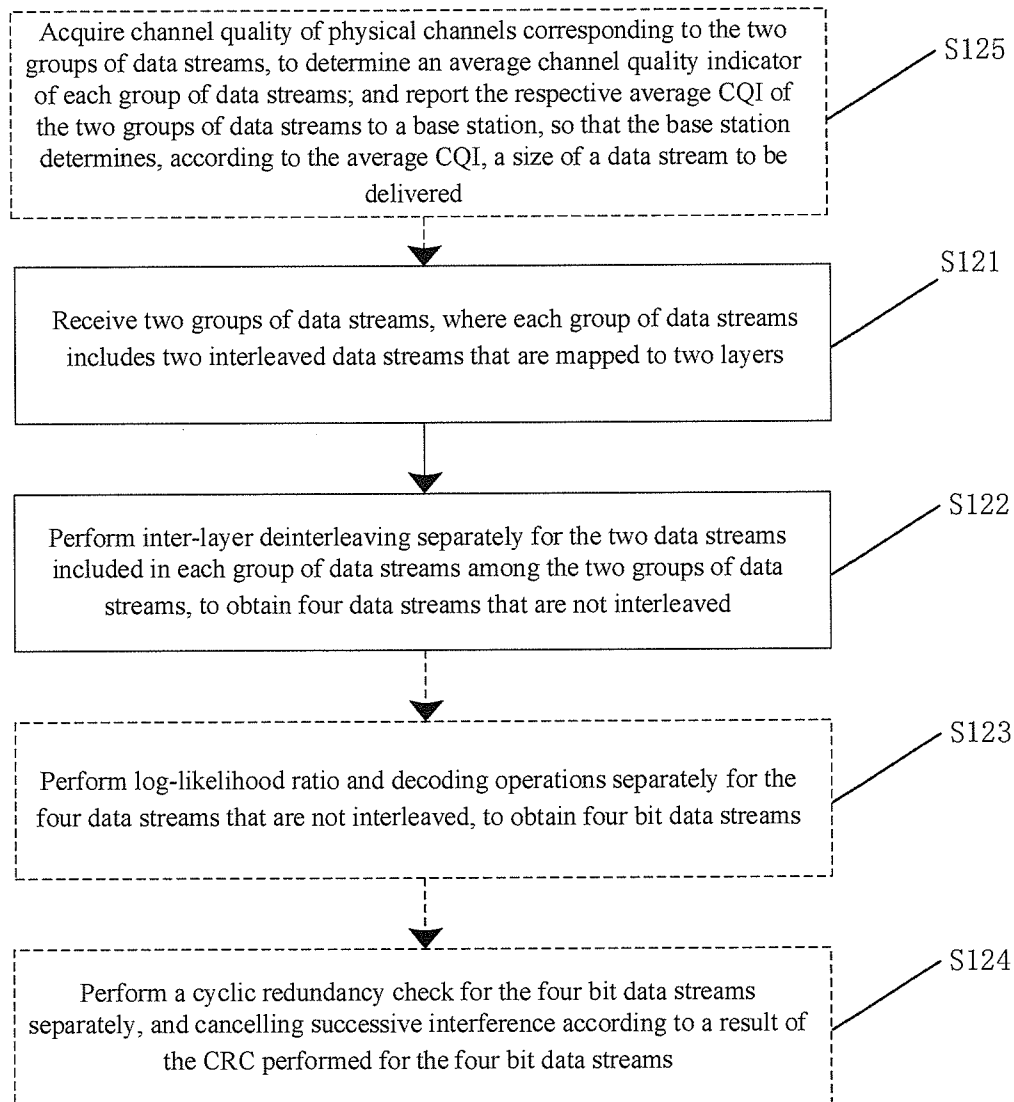 Acquire channel quality of physical channels corresponding to the two
groups of data streams, to determine an average channel quality indicator
of each group of data streams; and report the respective average CQI of
the two groups of data streams to a base station, so that the base station
determines, according to the average CQI, a size of a data stream to be
delivered
S125
Receive two groups of data streams, where each group of data streams
includes two interleaved data streams that are mapped to two layers
S121
Perform inter-layer deinterleaving separately for the two data streams
included in each group of data streams among the two groups of data
streams, to obtain four data streams that are not interleaved
S122
Perform log-likelihood ratio and decoding operations separately for the
four data streams that are not interleaved, to obtain four bit data streams
S123
Perform a cyclic redundancy check for the four bit data streams
separately, and cancelling successive interference according to a result of
the CRC performed for the four bit data streams
S124